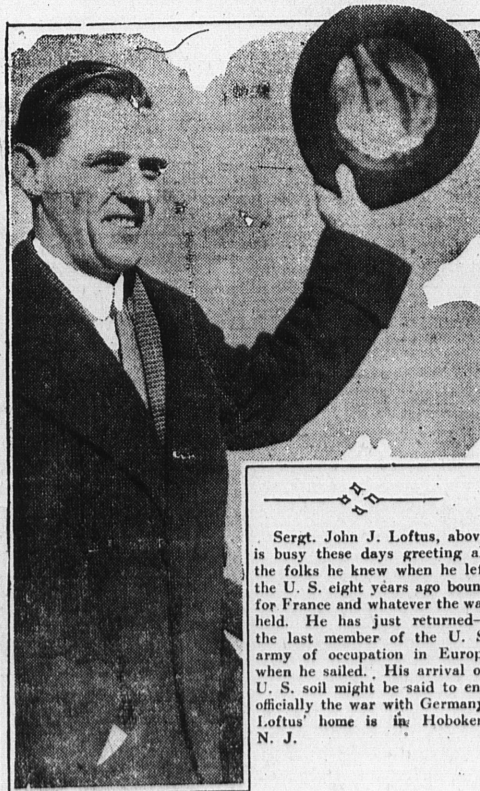 Sergt. John J. Loftus, abov
is busy these days greeting a
the folks he knew when he lef
the U. S. eight years ago boun
for France and whatever the wa
held. He has just returned—
the last member of the U. S
army of occupation in Europ
when he sailed. His arrival o
U. S. soil might be said to en
officially the war with Germany
Loftus' home is in Hoboken
N. J.